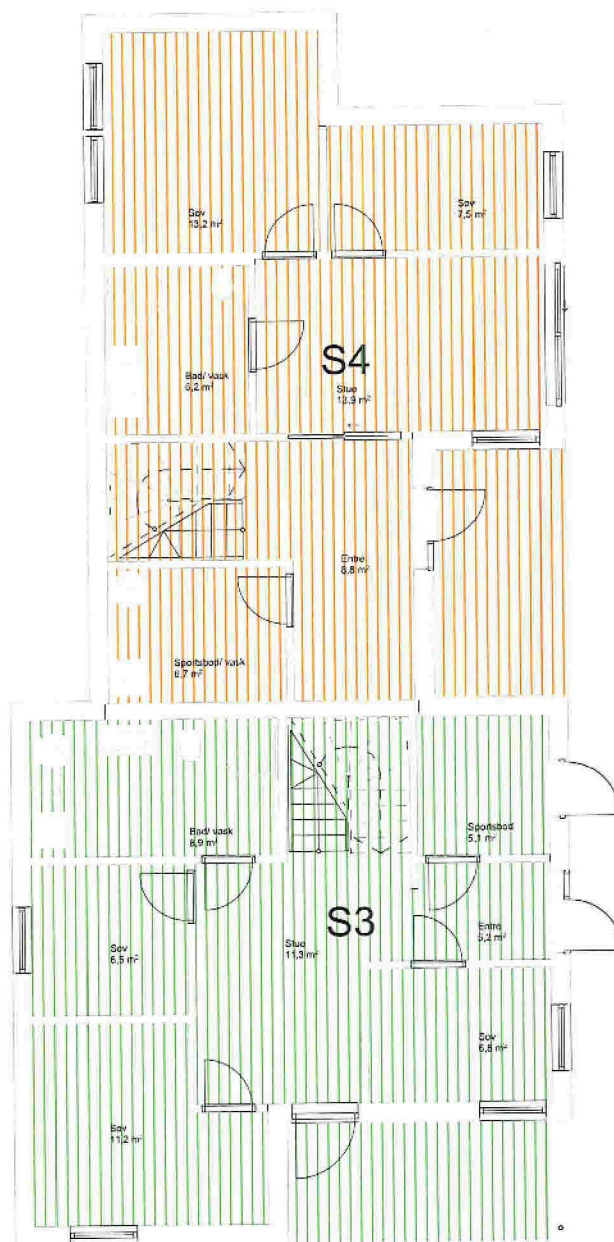 Sov
13,2 m²
Sov
7,5 m²
S4
Bad/ vask
6,2 m²
Stue
13,9 m²
Entre
8,8 m²
Sportsbod/ vask
6,7 m²
Bad/ vask
8,9 m²
Sportsbod
5,1 m²
S3
Sov
6,5 m²
Stue
11,3 m²
Entre
5,2 m²
Sov
6,8 m²
Sov
11,2 m²